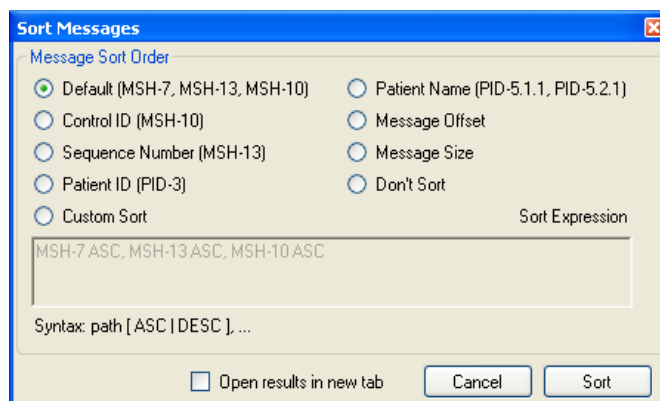 Sort Messages
Message Sort Order
Default (MSH-7, MSH-13, MSH-10)
Patient Name (PID-5.1.1, PID-5.2.1)
Control ID (MSH-10)
Message Offset
Sequence Number (MSH-13)
Message Size
Patient ID (PID-3)
Don't Sort
Custom Sort
Sort Expression
MSH-7 ASC, MSH-13 ASC, MSH-10 ASC
Syntax: path [ ASC | DESC ], ...
Open results in new tab
Cancel
Sort